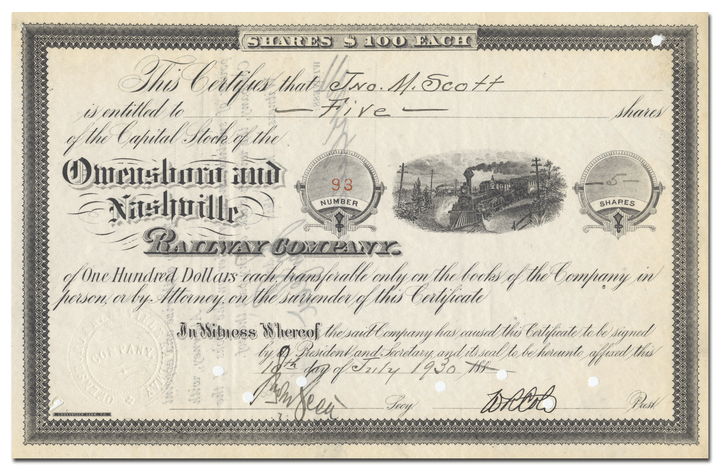 SHARES $100 EACH
This Certifies that Jno. M. Scott
is entitled to — Five — shares
of the Capital Stock of the
Owensboro and
Nashville
RAILWAY COMPANY.
93
NUMBER
— 5 —
SHARES
of One Hundred Dollars each, transferable only on the books of the Company in
person, or by Attorney, on the surrender of this Certificate
In Witness Whereof, the said Company has caused this Certificate to be signed
by its President and Secretary, and its seal to be hereunto affixed this
day of July 1930
Secy Prest